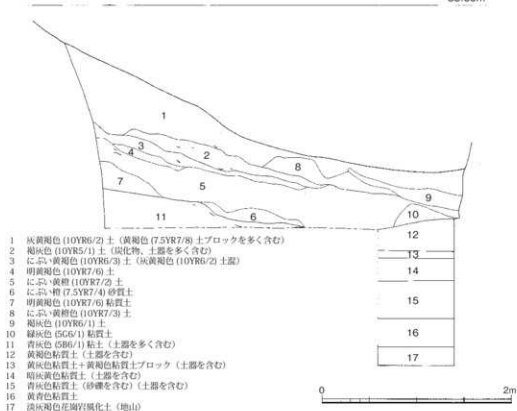 1
3
2
4
8
7
5
9
10
11
6
12
13
14
15
16
17
1 灰黄褐色 (10YR6/2) 土 (黄褐色 (7.5YR7/8) 土ブロックを多く含む)
2 褐灰色 (10YR5/1) 土 (炭化物、土器を多く含む)
3 にぶい黄褐色 (10YR6/3) 土 (灰黄褐色 (10YR6/2) 土混)
4 明黄褐色 (10YR7/6) 土
5 にぶい黄橙 (10YR7/2) 土
6 にぶい橙 (7.5YR7/4) 砂質土
7 明黄褐色 (10YR7/6) 粘質土
8 にぶい黄橙色 (10YR7/3) 土
9 褐灰色 (10YR6/1) 土
10 緑灰色 (5G6/1) 粘質土
11 青灰色 (5B6/1) 粘土 (土器を多く含む)
12 黄褐色粘質土 (土器を含む)
13 黄灰色粘質土+黄褐色粘質土ブロック (土器を含む)
14 暗灰黄色粘質土 (土器を含む)
15 青灰色粘質土 (砂礫を含む) (土器を含む)
16 黄青色粘質土
17 淡灰褐色花崗岩風化土 (地山)
0 2m